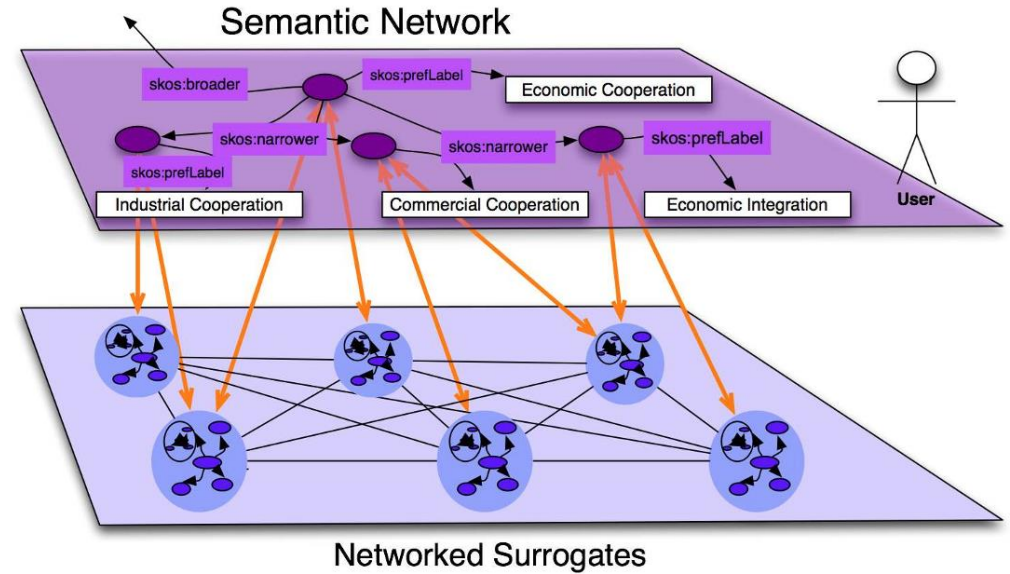 Semantic Network
skos:prefLabel
skos:broader
Economic Cooperation
skos:narrower
skos:narrower
skos:prefLabel
skos:prefLabel
Industrial Cooperation
Commercial Cooperation
Economic Integration
User
Networked Surrogates